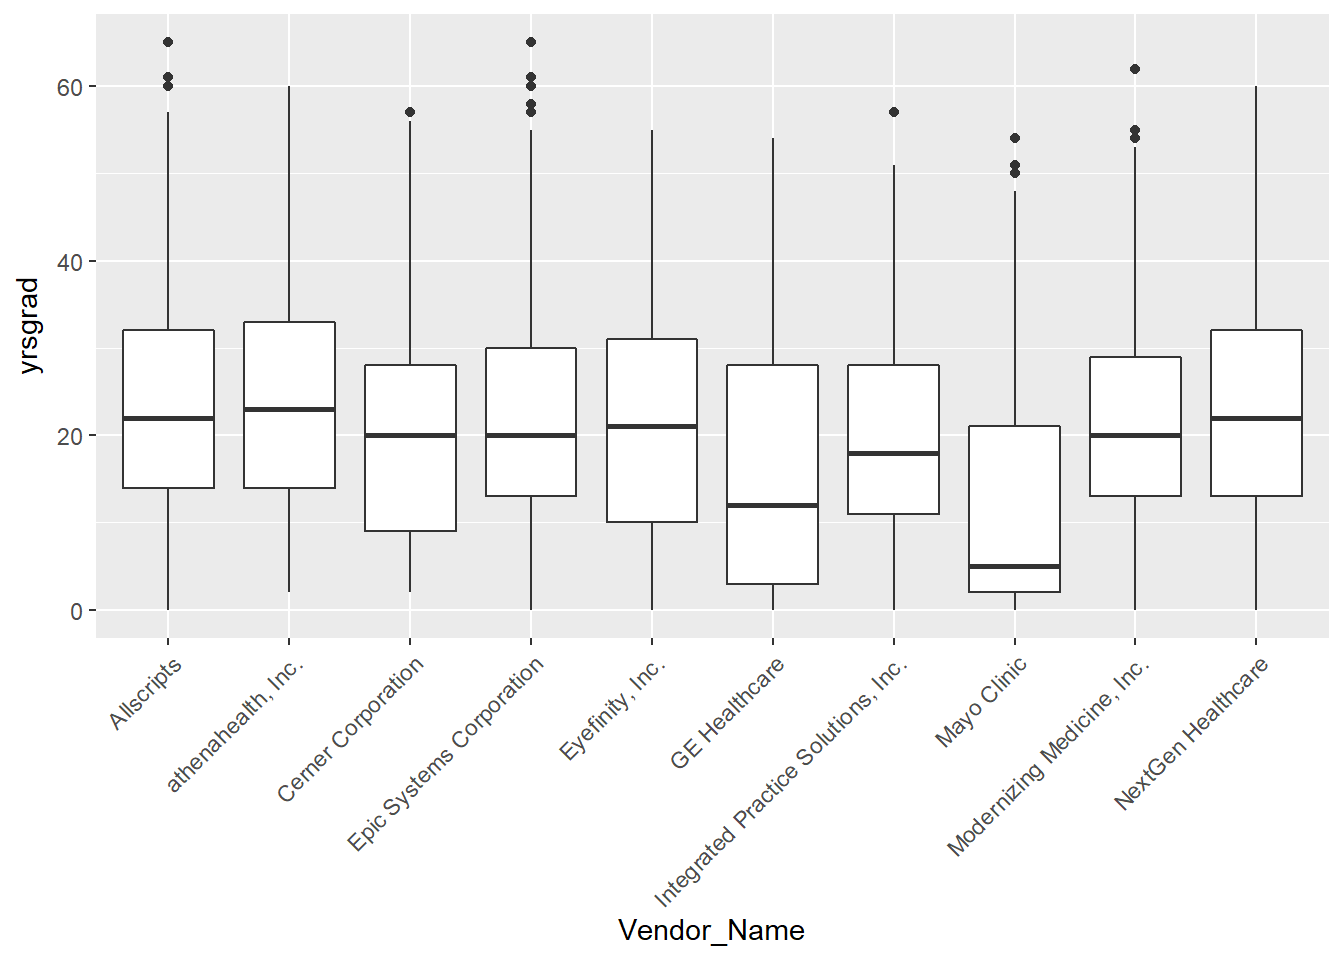 60
40
20
0
yrsgrad
Allscripts
athenahealth, Inc.
Cerner Corporation
Epic Systems Corporation
Eyefinity, Inc.
GE Healthcare
Integrated Practice Solutions, Inc.
Mayo Clinic
Modernizing Medicine, Inc.
NextGen Healthcare
Vendor_Name